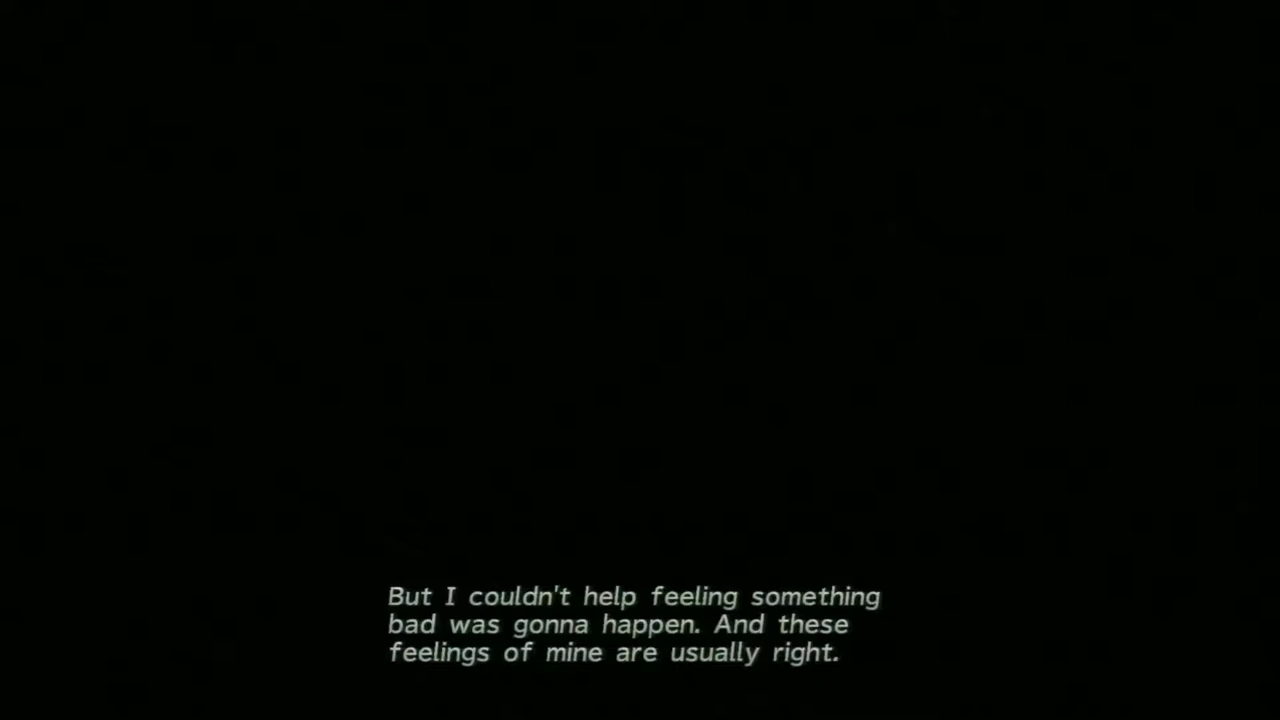 But I couldn't help feeling something
bad was gonna happen. And these
feelings of mine are usually right.